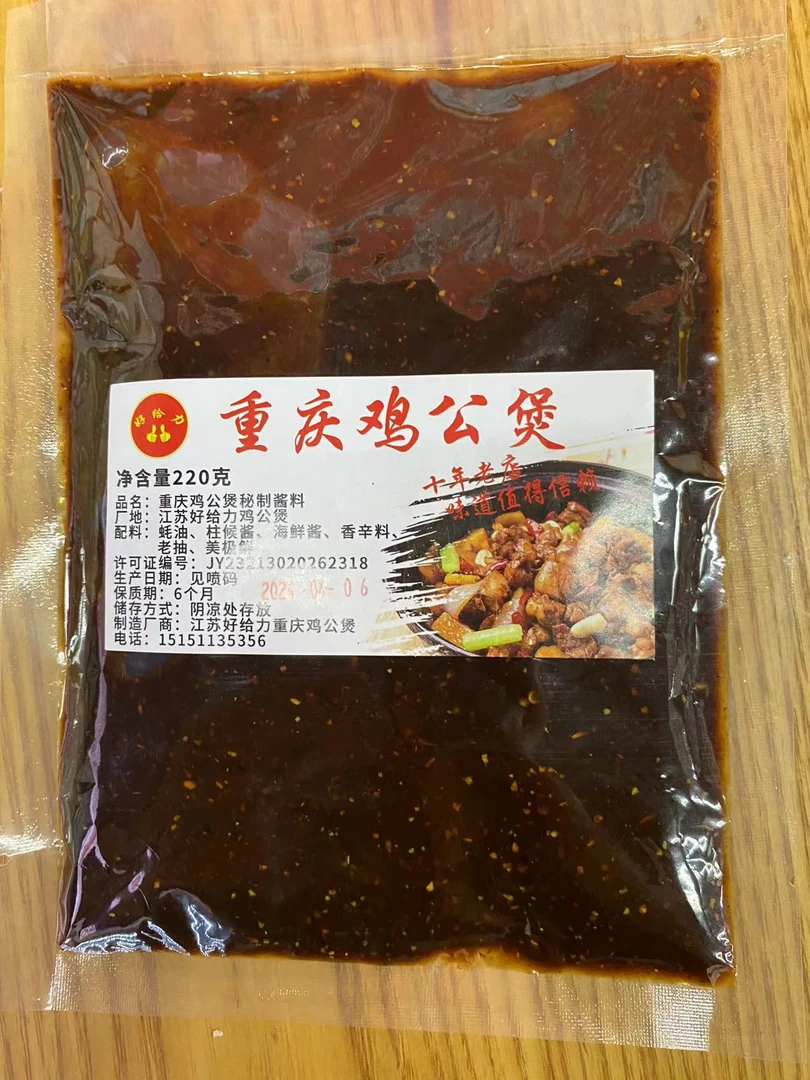 好给力
重庆鸡公煲
净含量220克
十年老店
味道值得信赖
品名：重庆鸡公煲秘制酱料
厂地：江苏好给力鸡公煲
配料：蚝油、柱候酱、海鲜酱、香辛料、
老抽、美极鲜
许可证编号：JY23213020262318
生产日期：见喷码
2024-04-06
保质期：6个月
储存方式：阴凉处存放
制造厂商：江苏好给力重庆鸡公煲
电话：15151135356